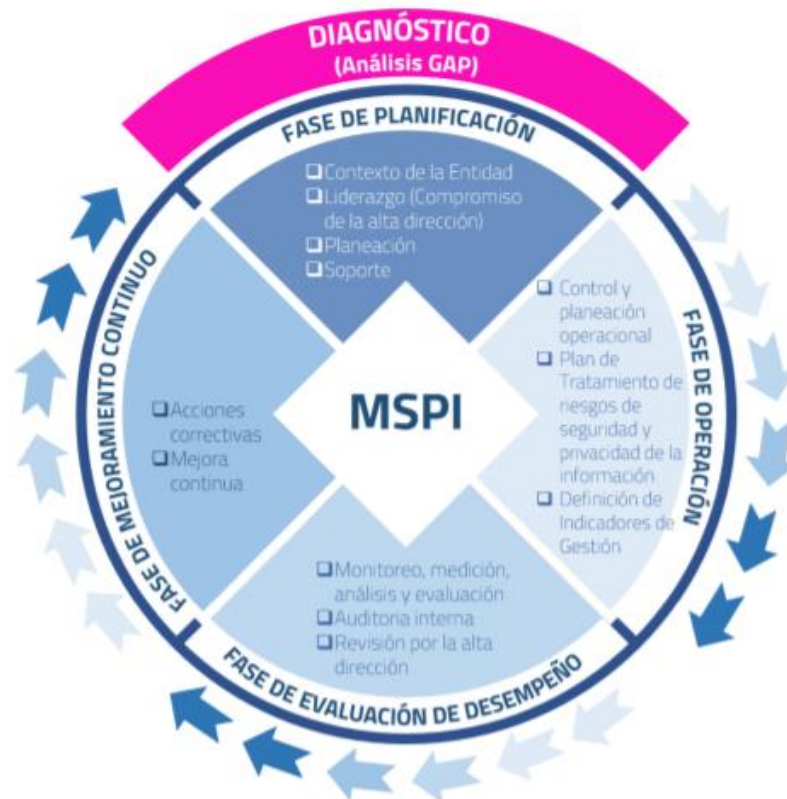 DIAGNÓSTICO
(Análisis GAP)
FASE DE PLANIFICACIÓN
Contexto de la Entidad
Liderazgo (Compromiso
de la alta dirección)
Planeación
Soporte
FASE DE OPERACIÓN
Control y
planeación
operacional
Plan de
Tratamiento de
riesgos de
seguridad y
privacidad de la
información
Definición de
Indicadores de
Gestión
MSPI
FASE DE MEJORAMIENTO CONTINUO
Acciones
correctivas
Mejora
continua
Monitoreo, medición,
análisis y evaluación
Auditoria interna
Revisión por la alta
dirección
FASE DE EVALUACIÓN DE DESEMPEÑO